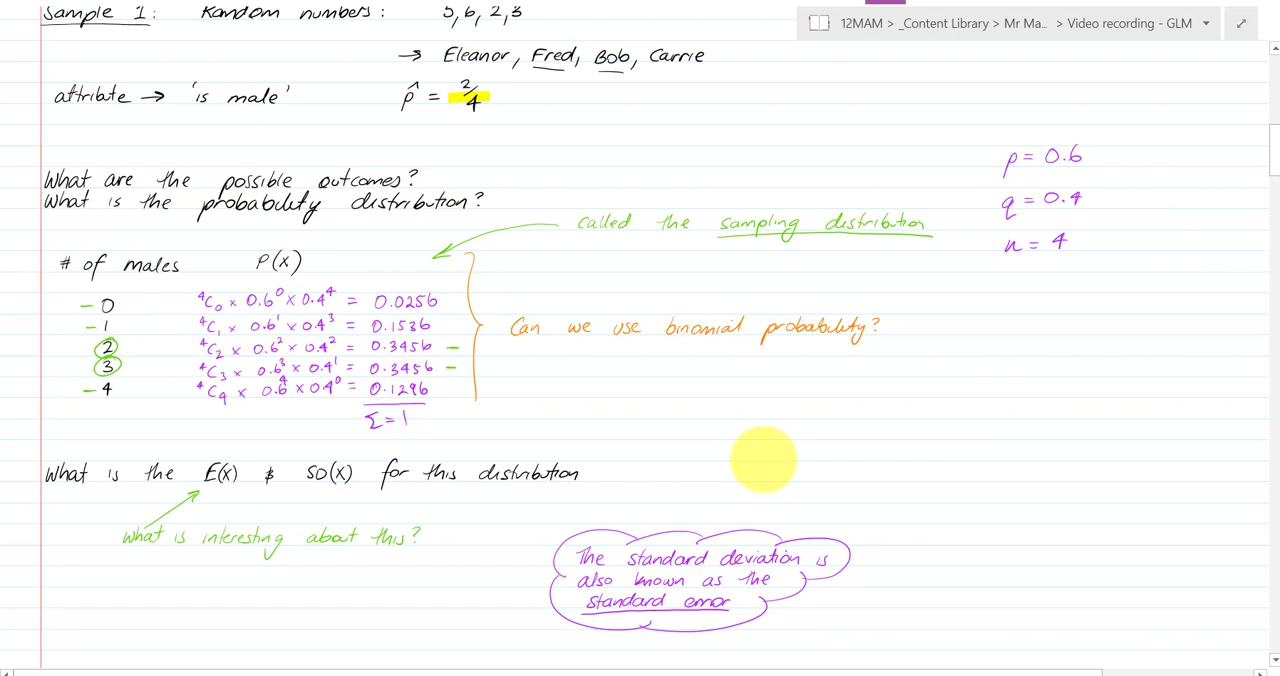 Sample 1: Random numbers: 5, 6, 2, 3
12MAM > _Content Library > Mr Ma... > Video recording - GLM
→ Eleanor, Fred, Bob, Carrie
attribute → 'is male' p̂ = 2/4
What are the possible outcomes?
What is the probability distribution?
p = 0.6
q = 0.4
n = 4
called the sampling distribution
# of males P(X)
– 0 ⁴C₀ × 0.6⁰ × 0.4⁴ = 0.0256
– 1 ⁴C₁ × 0.6¹ × 0.4³ = 0.1536
2 ⁴C₂ × 0.6² × 0.4² = 0.3456 –
3 ⁴C₃ × 0.6³ × 0.4¹ = 0.3456 –
– 4 ⁴C₄ × 0.6⁴ × 0.4⁰ = 0.1296
Σ = 1
Can we use binomial probability?
What is the E(X) & SD(X) for this distribution
What is interesting about this?
The standard deviation is
also known as the
standard error